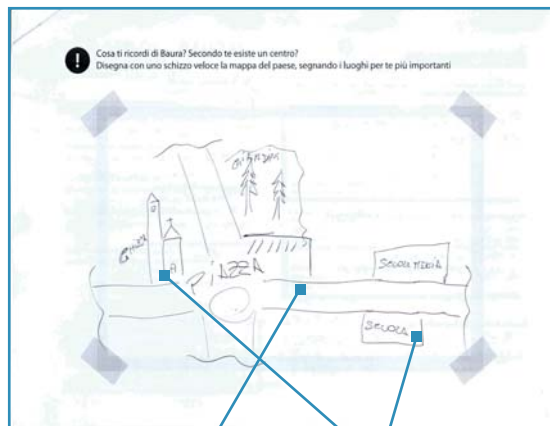 !
Cosa ti ricordi di Baura? Secondo te esiste un centro?
Disegna con uno schizzo veloce la mappa del paese, segnando i luoghi per te più importanti
CHIESA
PIAZZA
SCUOLA MEDIA
SCUOLA